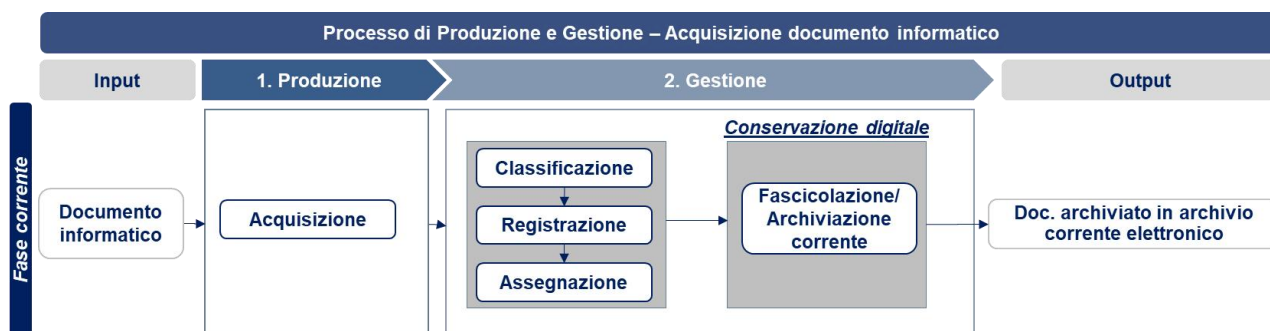 Processo di Produzione e Gestione – Acquisizione documento informatico
Input
1. Produzione
2. Gestione
Output
Fase corrente
Documento
informatico
Acquisizione
Classificazione
Registrazione
Assegnazione
Conservazione digitale
Fascicolazione/
Archiviazione
corrente
Doc. archiviato in archivio
corrente elettronico